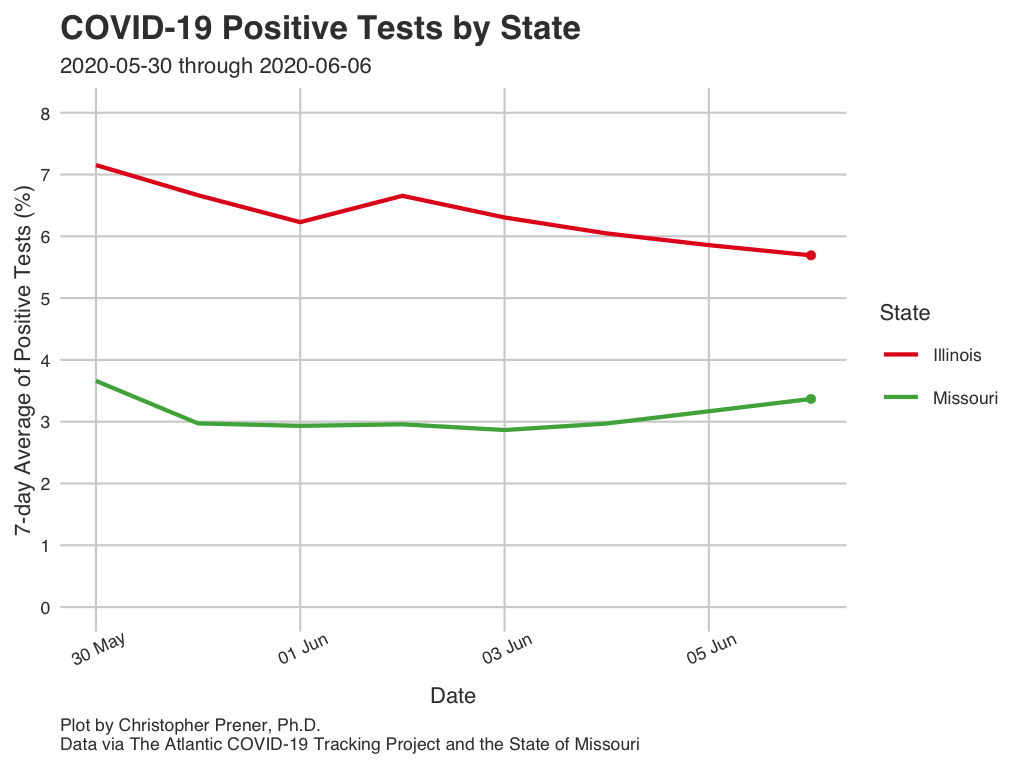 COVID-19 Positive Tests by State
2020-05-30 through 2020-06-06
7-day Average of Positive Tests (%)
8
7
6
5
4
3
2
1
0
30 May
01 Jun
03 Jun
05 Jun
Date
State
Illinois
Missouri
Plot by Christopher Prener, Ph.D.
Data via The Atlantic COVID-19 Tracking Project and the State of Missouri